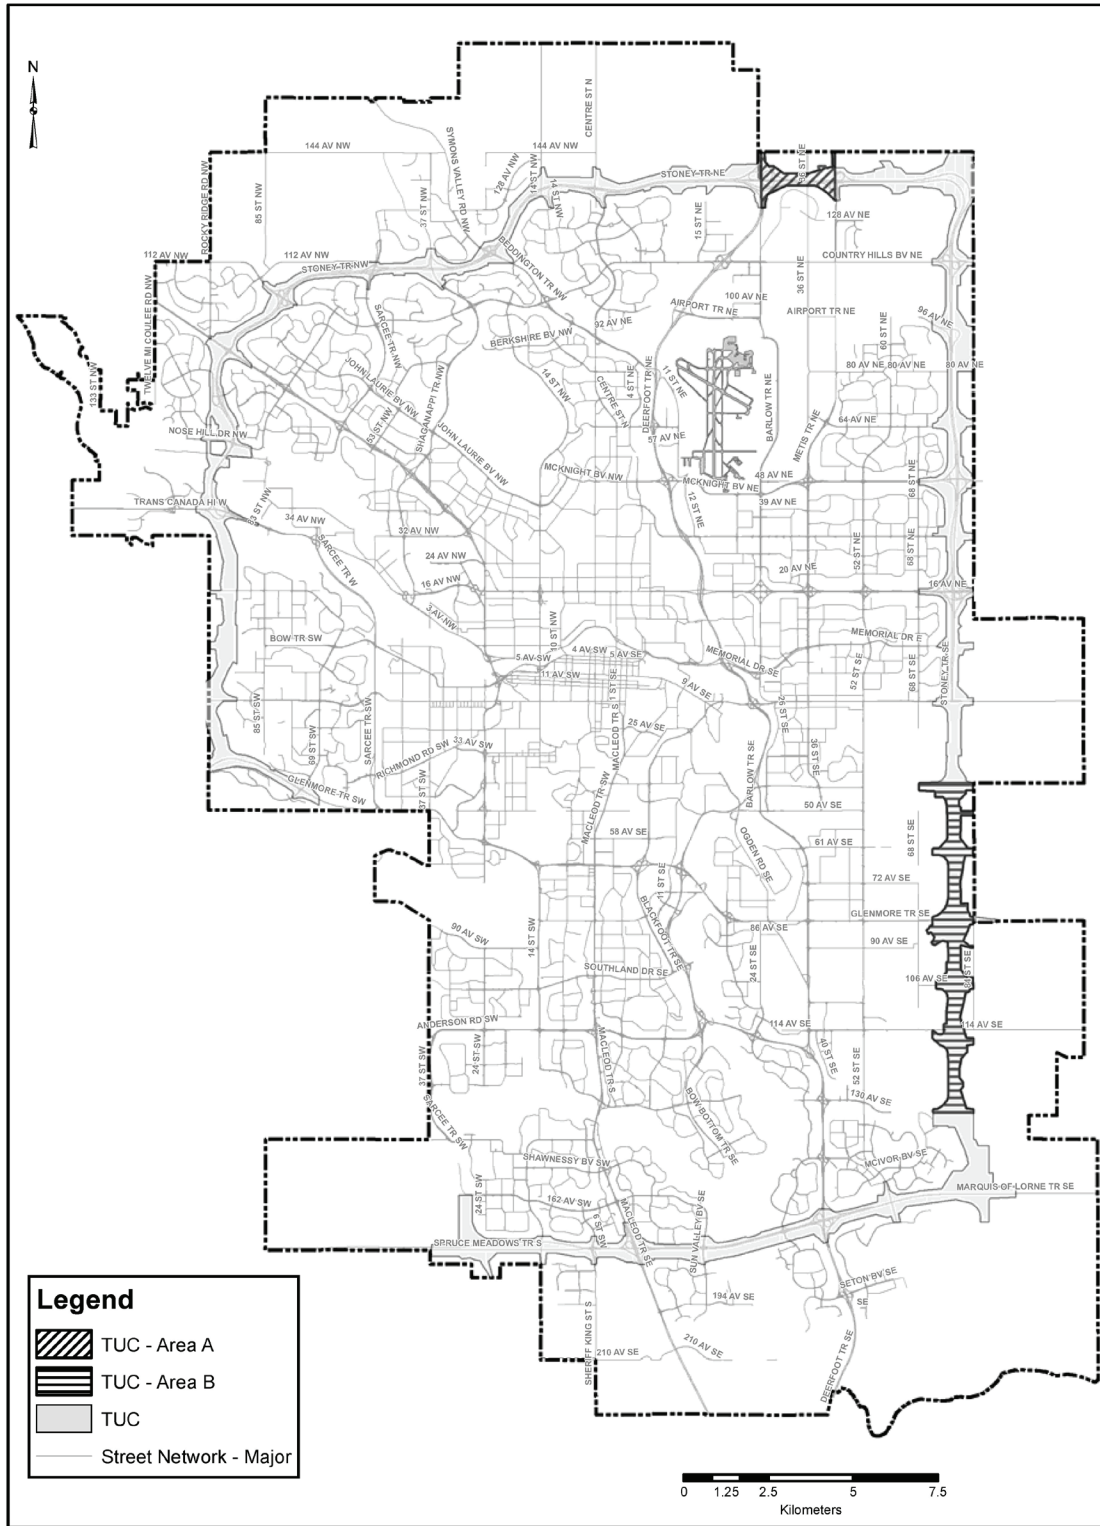 N
CENTRE ST N
SYMONS VALLEY RD NW
144 AV NW
144 AV NW
128 AV NW
14 ST NW
14 ST NW
STONEY TR NE
36 ST NE
ROCKY RIDGE RD NW
85 ST NW
37 ST NW
15 ST NE
128 AV NE
BEDDINGTON TR NW
112 AV NW
112 AV NW
STONEY TR NW
COUNTRY HILLS BV NE
36 ST NE
TWELVE MI COULEE RD NW
100 AV NE
AIRPORT TR NE
AIRPORT TR NE
96 AV NE
SARCEE TR NW
92 AV NE
BERKSHIRE BV NW
60 ST NE
133 ST NW
JOHN LAURIE BV NW
SHAGANAPPI TR NW
14 ST NW
CENTRE ST N
4 ST NE
DEERFOOT TR NE
11 ST NE
BARLOW TR NE
80 AV NE
80 AV NE
80 AV NE
METIS TR NE
64 AV NE
NOSE HILL DR NW
53 ST NW
JOHN LAURIE BV NW
57 AV NE
MCKNIGHT BV NW
MCKNIGHT BV NE
48 AV NE
68 ST NE
TRANS CANADA HI W
34 AV NW
32 AV NW
12 ST NE
39 AV NE
SARCEE TR W
24 AV NW
52 ST NE
68 ST NE
20 AV NE
16 AV NW
16 AV NE
3 AV NW
10 ST NW
BOW TR SW
4 AV SW
5 AV SW
5 AV SE
MEMORIAL DR SE
MEMORIAL DR E
11 AV SW
1 ST SE
9 AV SE
52 ST SE
68 ST SE
STONEY TR SE
85 ST SW
69 ST SW
SARCEE TR SW
33 AV SW
RICHMOND RD SW
MACLEOD TR S
25 AV SE
26 ST SE
36 ST SE
GLENMORE TR SW
37 ST SW
MACLEOD TR SW
BARLOW TR SE
50 AV SE
58 AV SE
OGDEN RD SE
61 AV SE
68 ST SE
72 AV SE
BLACKFOOT TR SE
GLENMORE TR SE
90 AV SW
14 ST SW
86 AV SE
90 AV SE
SOUTHLAND DR SE
24 ST SE
106 AV SE
84 ST SE
ANDERSON RD SW
114 AV SE
114 AV SE
37 ST SW
24 ST SW
MACLEOD TR S
40 ST SE
52 ST SE
SARCEE TR SW
BOW BOTTOM TR SE
130 AV SE
SHAWNESSY BV SW
MCIVOR BV SE
24 ST SW
162 AV SW
6 ST SW
MACLEOD TR SE
SUN VALLEY BV SE
MARQUIS OF LORNE TR SE
SPRUCE MEADOWS TR S
SETON BV SE
SE
194 AV SE
SHERIFF KING ST S
210 AV SE
210 AV SE
DEERFOOT TR SE
Legend
TUC - Area A
TUC - Area B
TUC
Street Network - Major
0 1.25 2.5 5 7.5
Kilometers